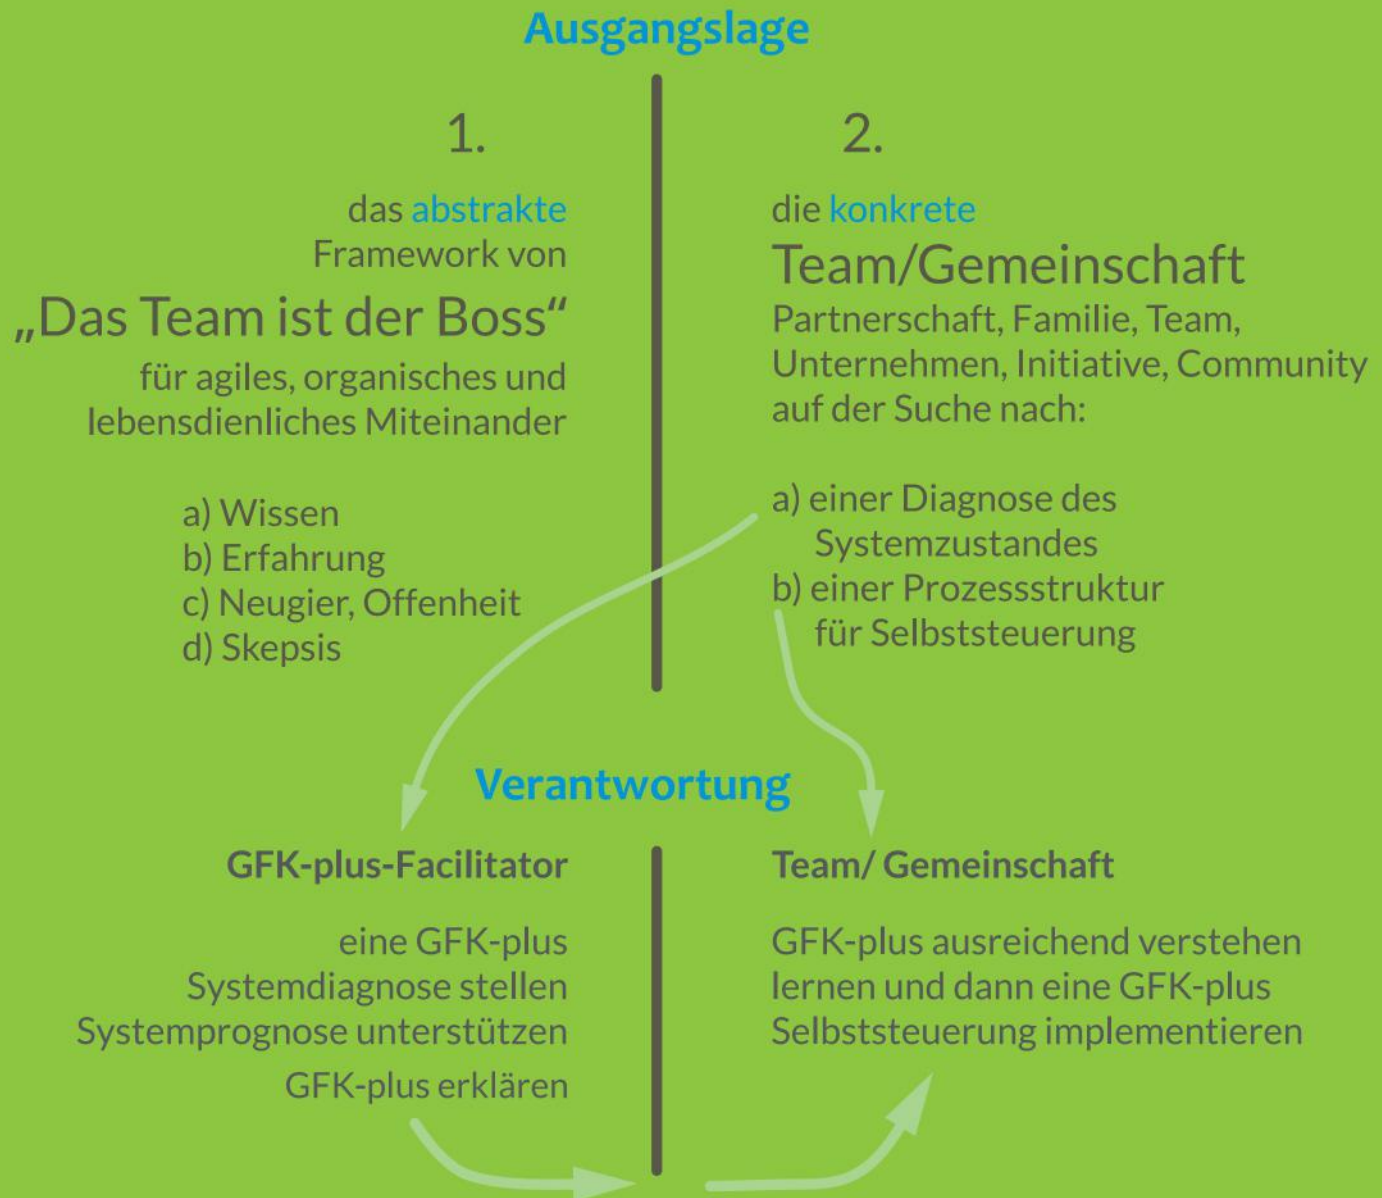 Ausgangslage
1.
das abstrakte
Framework von
„Das Team ist der Boss“
für agiles, organisches und
lebensdienliches Miteinander
a) Wissen
b) Erfahrung
c) Neugier, Offenheit
d) Skepsis
2.
die konkrete
Team/Gemeinschaft
Partnerschaft, Familie, Team,
Unternehmen, Initiative, Community
auf der Suche nach:
a) einer Diagnose des
Systemzustandes
b) einer Prozessstruktur
für Selbststeuerung
Verantwortung
GFK-plus-Facilitator
eine GFK-plus
Systemdiagnose stellen
Systemprognose unterstützen
GFK-plus erklären
Team/ Gemeinschaft
GFK-plus ausreichend verstehen
lernen und dann eine GFK-plus
Selbststeuerung implementieren